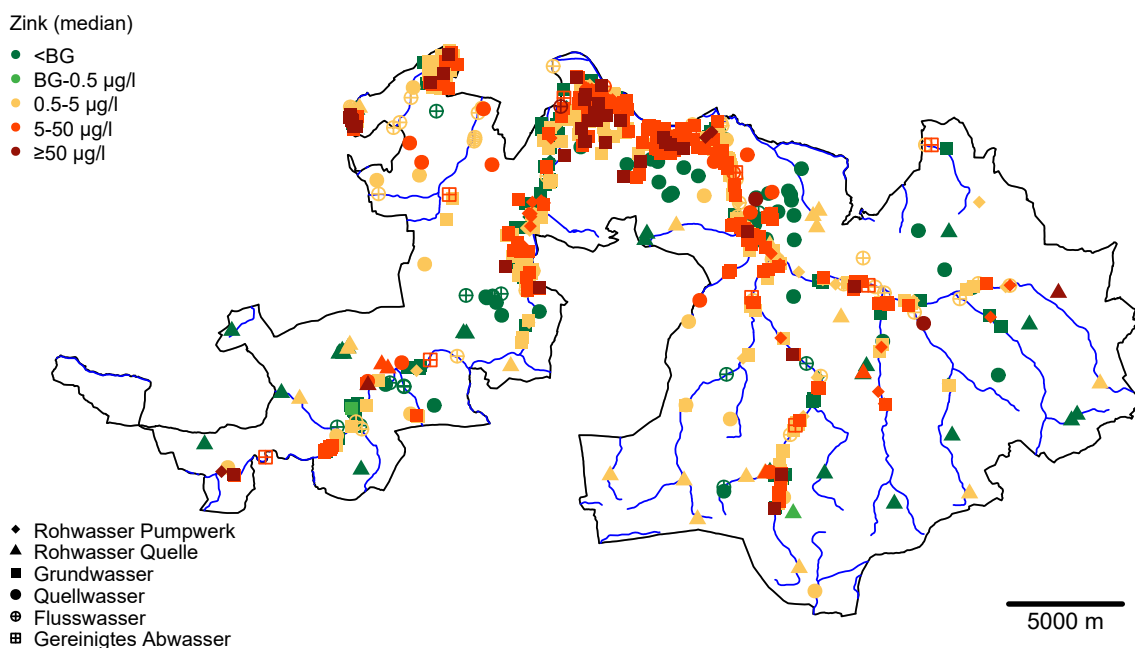 Zink (median)
<BG
BG-0.5 µg/l
0.5-5 µg/l
5-50 µg/l
≥50 µg/l
Rohwasser Pumpwerk
Rohwasser Quelle
Grundwasser
Quellwasser
Flusswasser
Gereinigtes Abwasser
5000 m